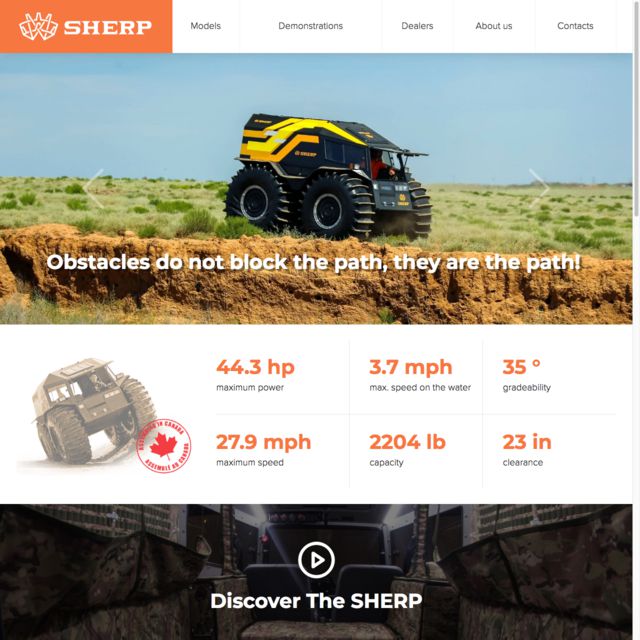 SHERP
Models
Demonstrations
Dealers
About us
Contacts
SHERP
SHERP
Obstacles do not block the path, they are the path!
44.3 hp
maximum power
3.7 mph
max. speed on the water
35 °
gradeability
ASSEMBLED IN CANADA
ASSEMBLÉ AU CANADA
27.9 mph
maximum speed
2204 lb
capacity
23 in
clearance
Discover The SHERP